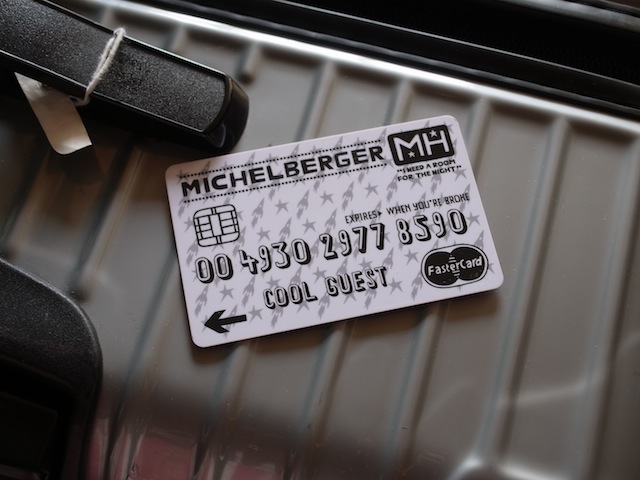 MICHELBERGER
MH
"I NEED A ROOM
FOR THE NIGHT"
EXPIRES▶ WHEN YOU'RE BROKE
00 4930 2977 8590
COOL GUEST
FasterCard